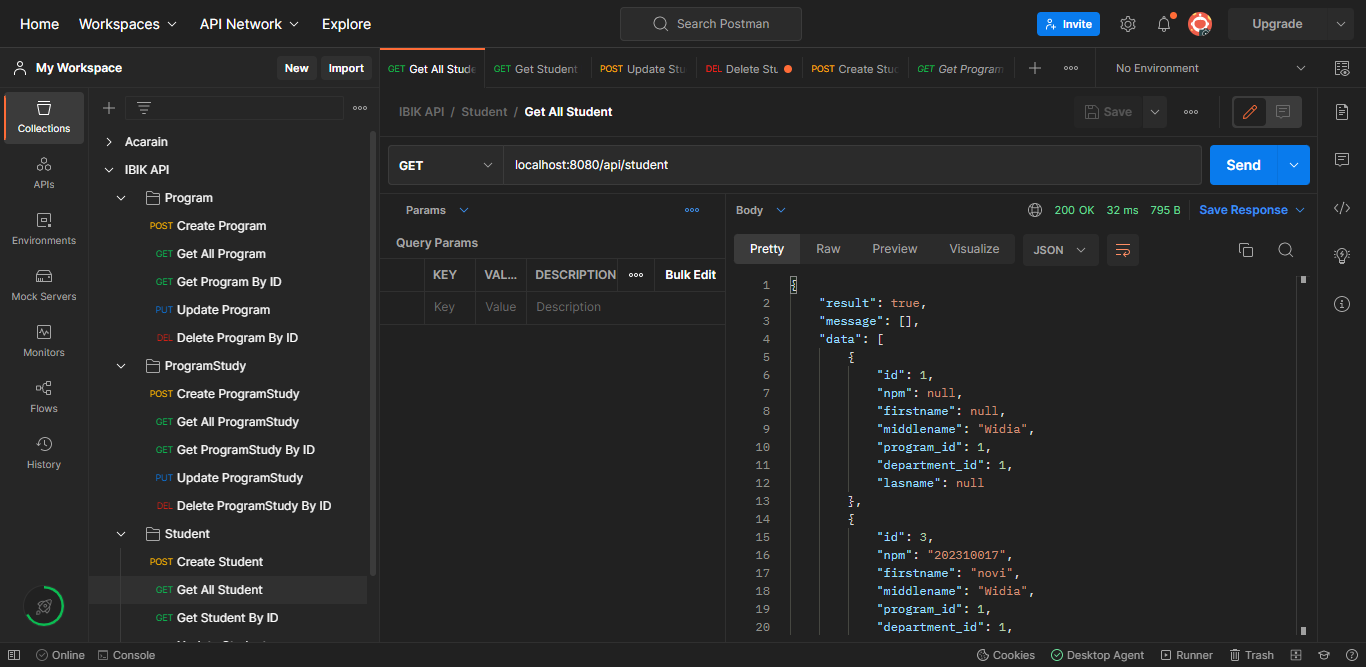 Home Workspaces API Network Explore Search Postman Invite Upgrade
My Workspace New Import
GET Get All Stude GET Get Student POST Update Stu DEL Delete Stu POST Create Stuc GET Get Program No Environment
IBIK API / Student / Get All Student Save
GET localhost:8080/api/student Send
Collections
APIs
Environments
Mock Servers
Monitors
Flows
History
Acarain
IBIK API
Program
POST Create Program
GET Get All Program
GET Get Program By ID
PUT Update Program
DEL Delete Program By ID
ProgramStudy
POST Create ProgramStudy
GET Get All ProgramStudy
GET Get ProgramStudy By ID
PUT Update ProgramStudy
DEL Delete ProgramStudy By ID
Student
POST Create Student
GET Get All Student
GET Get Student By ID
Params
Query Params
KEY VAL... DESCRIPTION Bulk Edit
Key Value Description
Body 200 OK 32 ms 795 B Save Response
Pretty Raw Preview Visualize JSON
1 {
2 "result": true,
3 "message": [],
4 "data": [
5 {
6 "id": 1,
7 "npm": null,
8 "firstname": null,
9 "middlename": "Widia",
10 "program_id": 1,
11 "department_id": 1,
12 "lasname": null
13 },
14 {
15 "id": 3,
16 "npm": "202310017",
17 "firstname": "novi",
18 "middlename": "Widia",
19 "program_id": 1,
20 "department_id": 1,
Online Console Cookies Desktop Agent Runner Trash